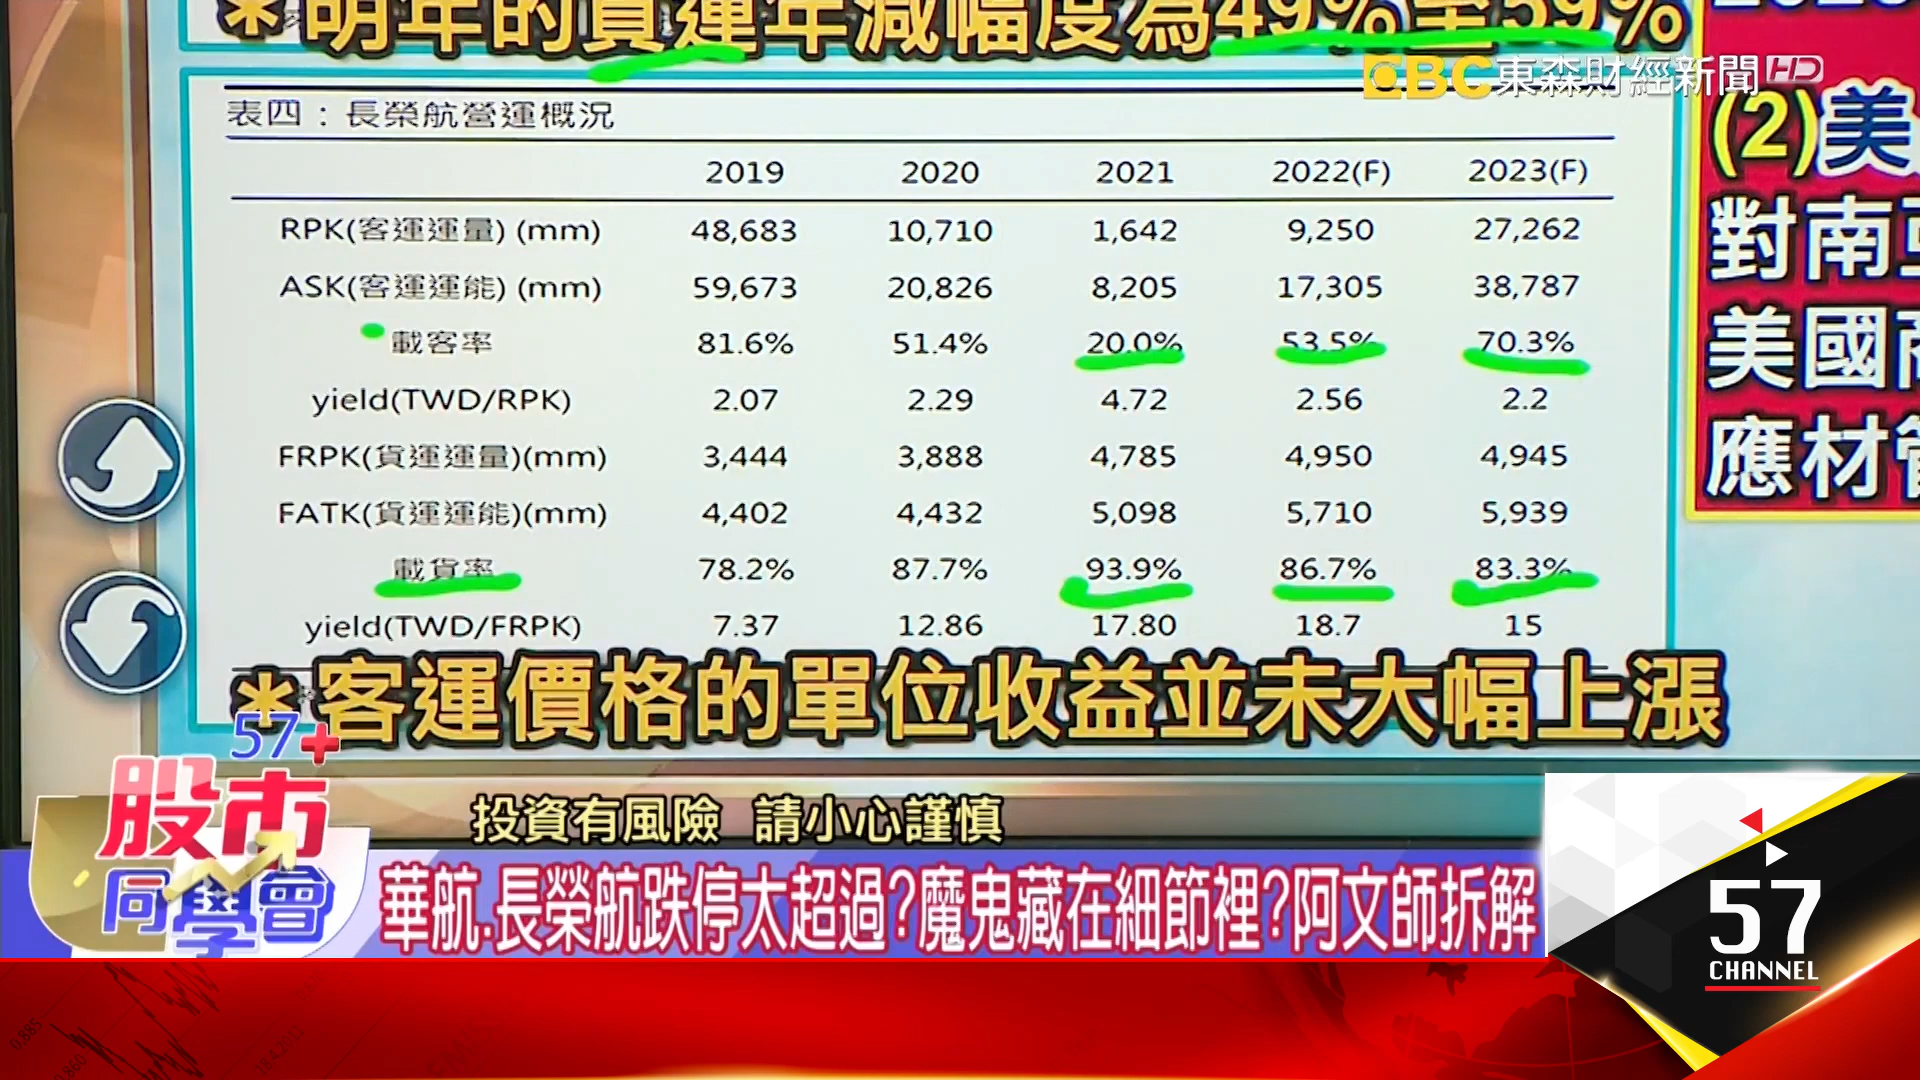 *明年的貨運年減幅度為49%至59%
EBC東森財經新聞HD
表四：長榮航營運概況
2019 2020 2021 2022(F) 2023(F)
RPK(客運運量) (mm) 48,683 10,710 1,642 9,250 27,262
ASK(客運運能) (mm) 59,673 20,826 8,205 17,305 38,787
載客率 81.6% 51.4% 20.0% 53.5% 70.3%
yield(TWD/RPK) 2.07 2.29 4.72 2.56 2.2
FRPK(貨運運量)(mm) 3,444 3,888 4,785 4,950 4,945
FATK(貨運運能)(mm) 4,402 4,432 5,098 5,710 5,939
載貨率 78.2% 87.7% 93.9% 86.7% 83.3%
yield(TWD/FRPK) 7.37 12.86 17.80 18.7 15
*客運價格的單位收益並未大幅上漲
(2)美
對南亞
美國商
應材管
57+
股市
同學會
投資有風險 請小心謹慎
華航.長榮航跌停太超過?魔鬼藏在細節裡?阿文師拆解
57
CHANNEL